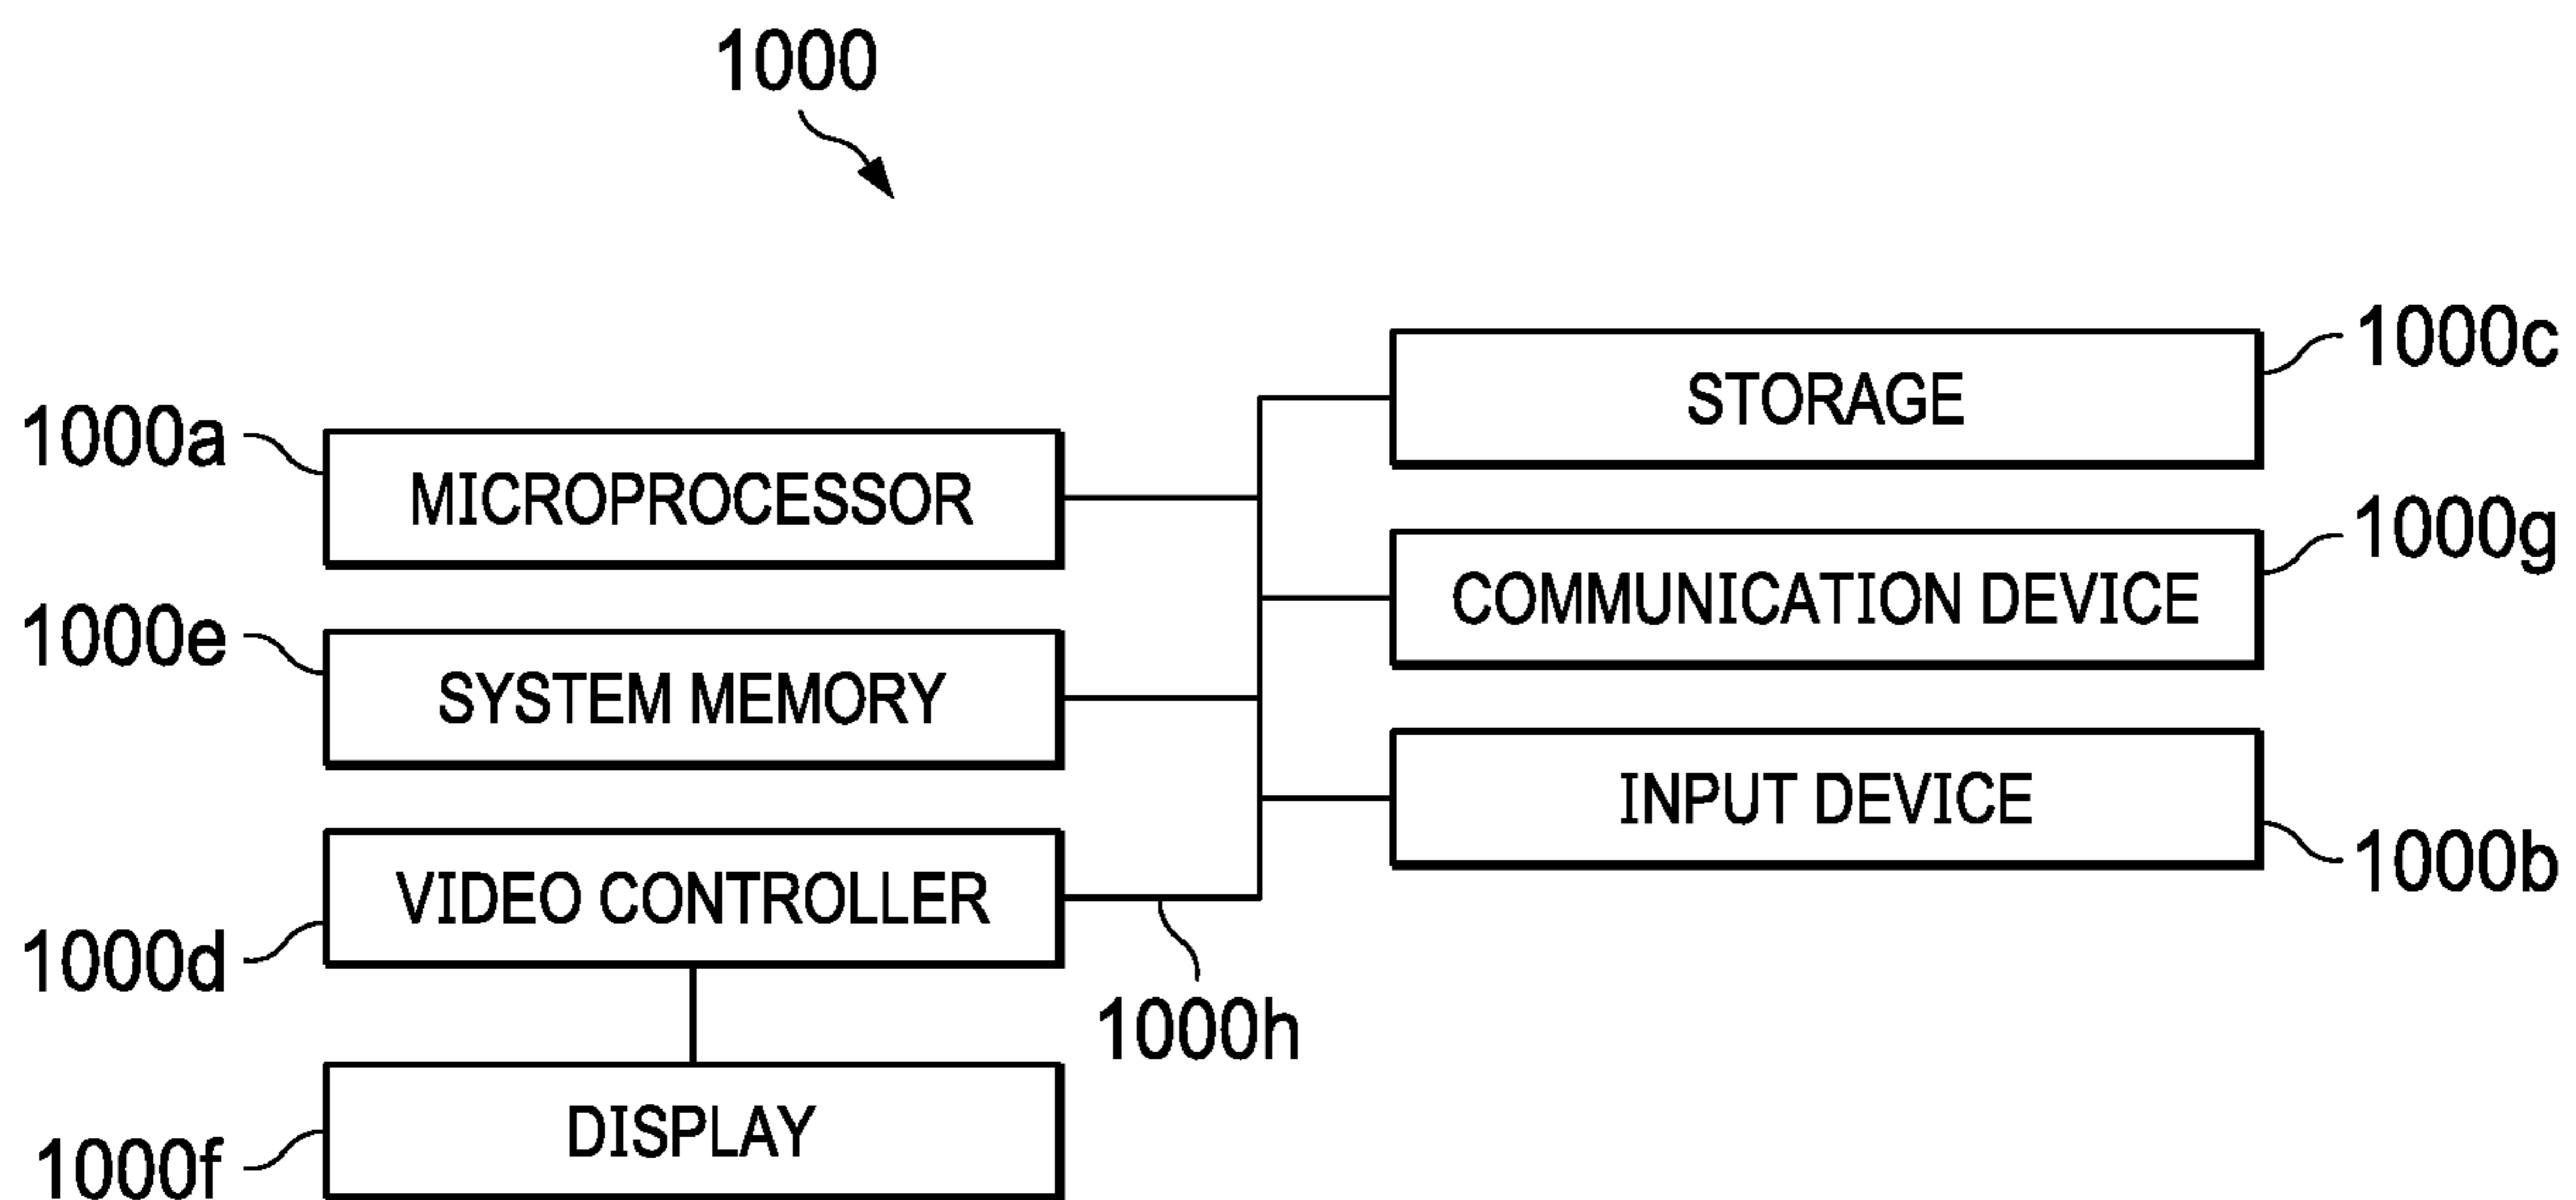 1000
1000c
STORAGE
1000a
MICROPROCESSOR
1000g
COMMUNICATION DEVICE
1000e
SYSTEM MEMORY
INPUT DEVICE
1000b
VIDEO CONTROLLER
1000d
1000h
DISPLAY
1000f